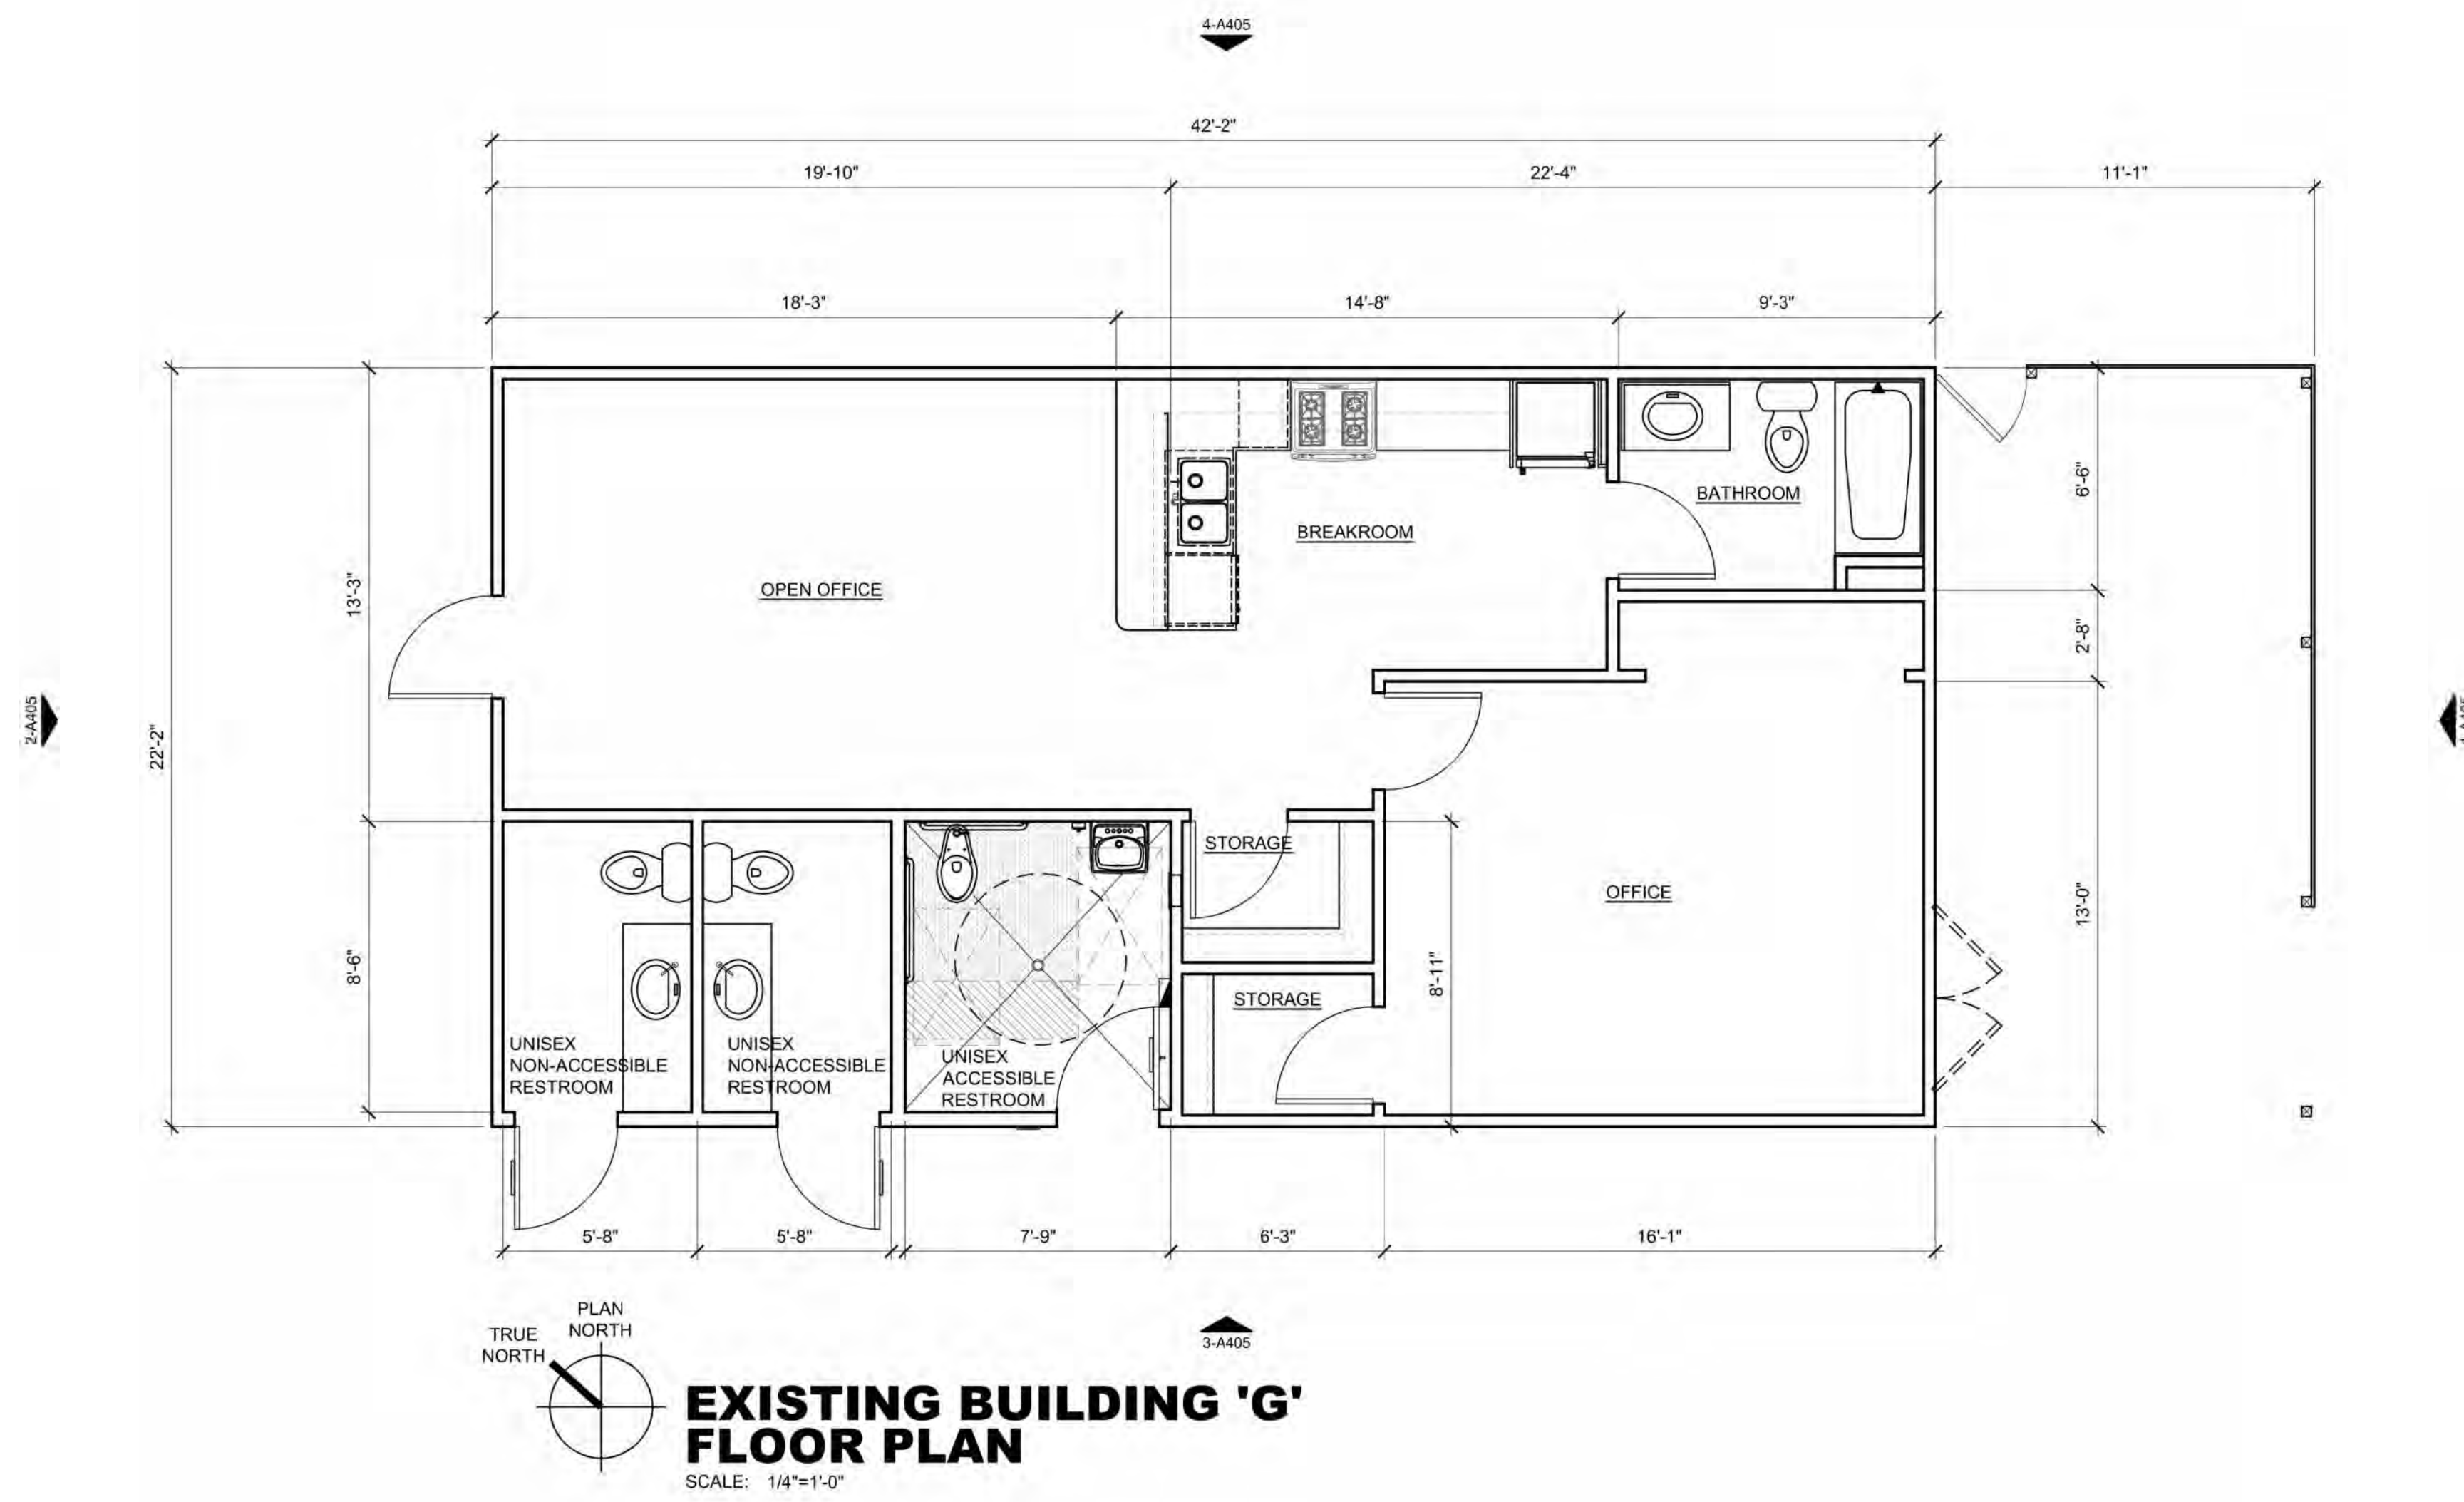 4-A405
42'-2"
19'-10"
22'-4"
11'-1"
18'-3"
14'-8"
9'-3"
6'-6"
BATHROOM
BREAKROOM
OPEN OFFICE
13'-3"
2'-8"
2-A405
22'-2"
STORAGE
OFFICE
13'-0"
8'-6"
8'-11"
STORAGE
UNISEX
NON-ACCESSIBLE
RESTROOM
UNISEX
NON-ACCESSIBLE
RESTROOM
UNISEX
ACCESSIBLE
RESTROOM
5'-8"
5'-8"
7'-9"
6'-3"
16'-1"
PLAN
NORTH
TRUE
NORTH
3-A405
EXISTING BUILDING 'G'
FLOOR PLAN
SCALE: 1/4"=1'-0"